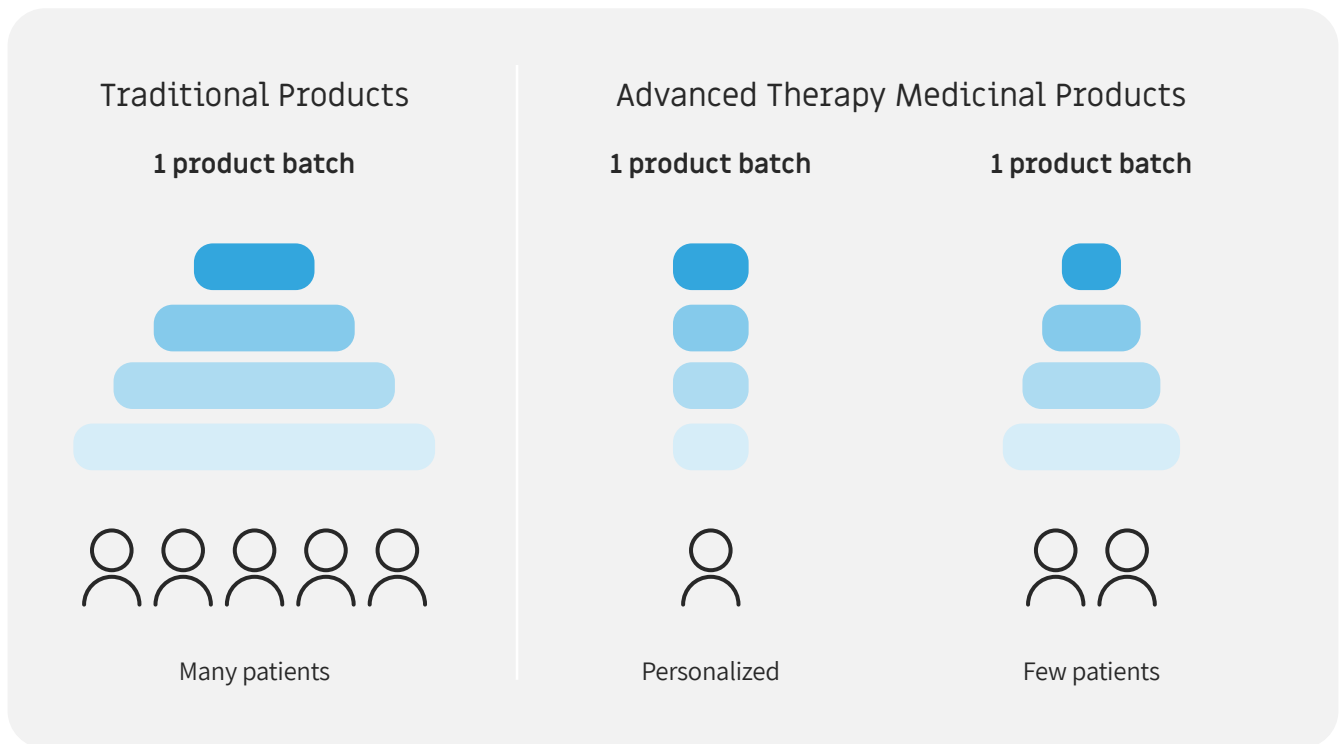 Traditional Products
1 product batch
Many patients
Advanced Therapy Medicinal Products
1 product batch
1 product batch
Personalized
Few patients